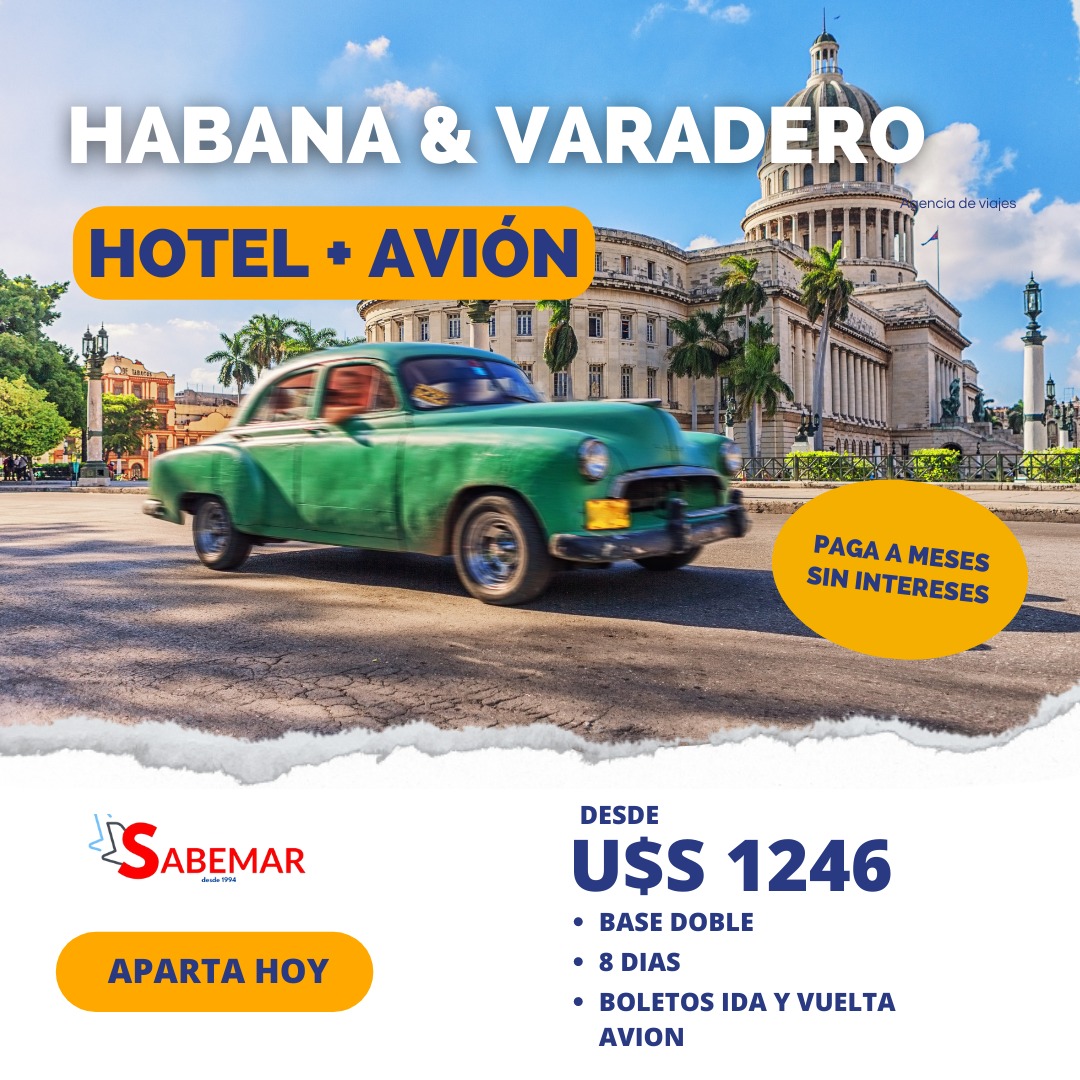 HABANA & VARADERO
Agencia de viajes
HOTEL + AVIÓN
PAGA A MESES
SIN INTERESES
SABEMAR
desde 1994
APARTA HOY
DESDE
U$S 1246
• BASE DOBLE
• 8 DIAS
• BOLETOS IDA Y VUELTA
AVION